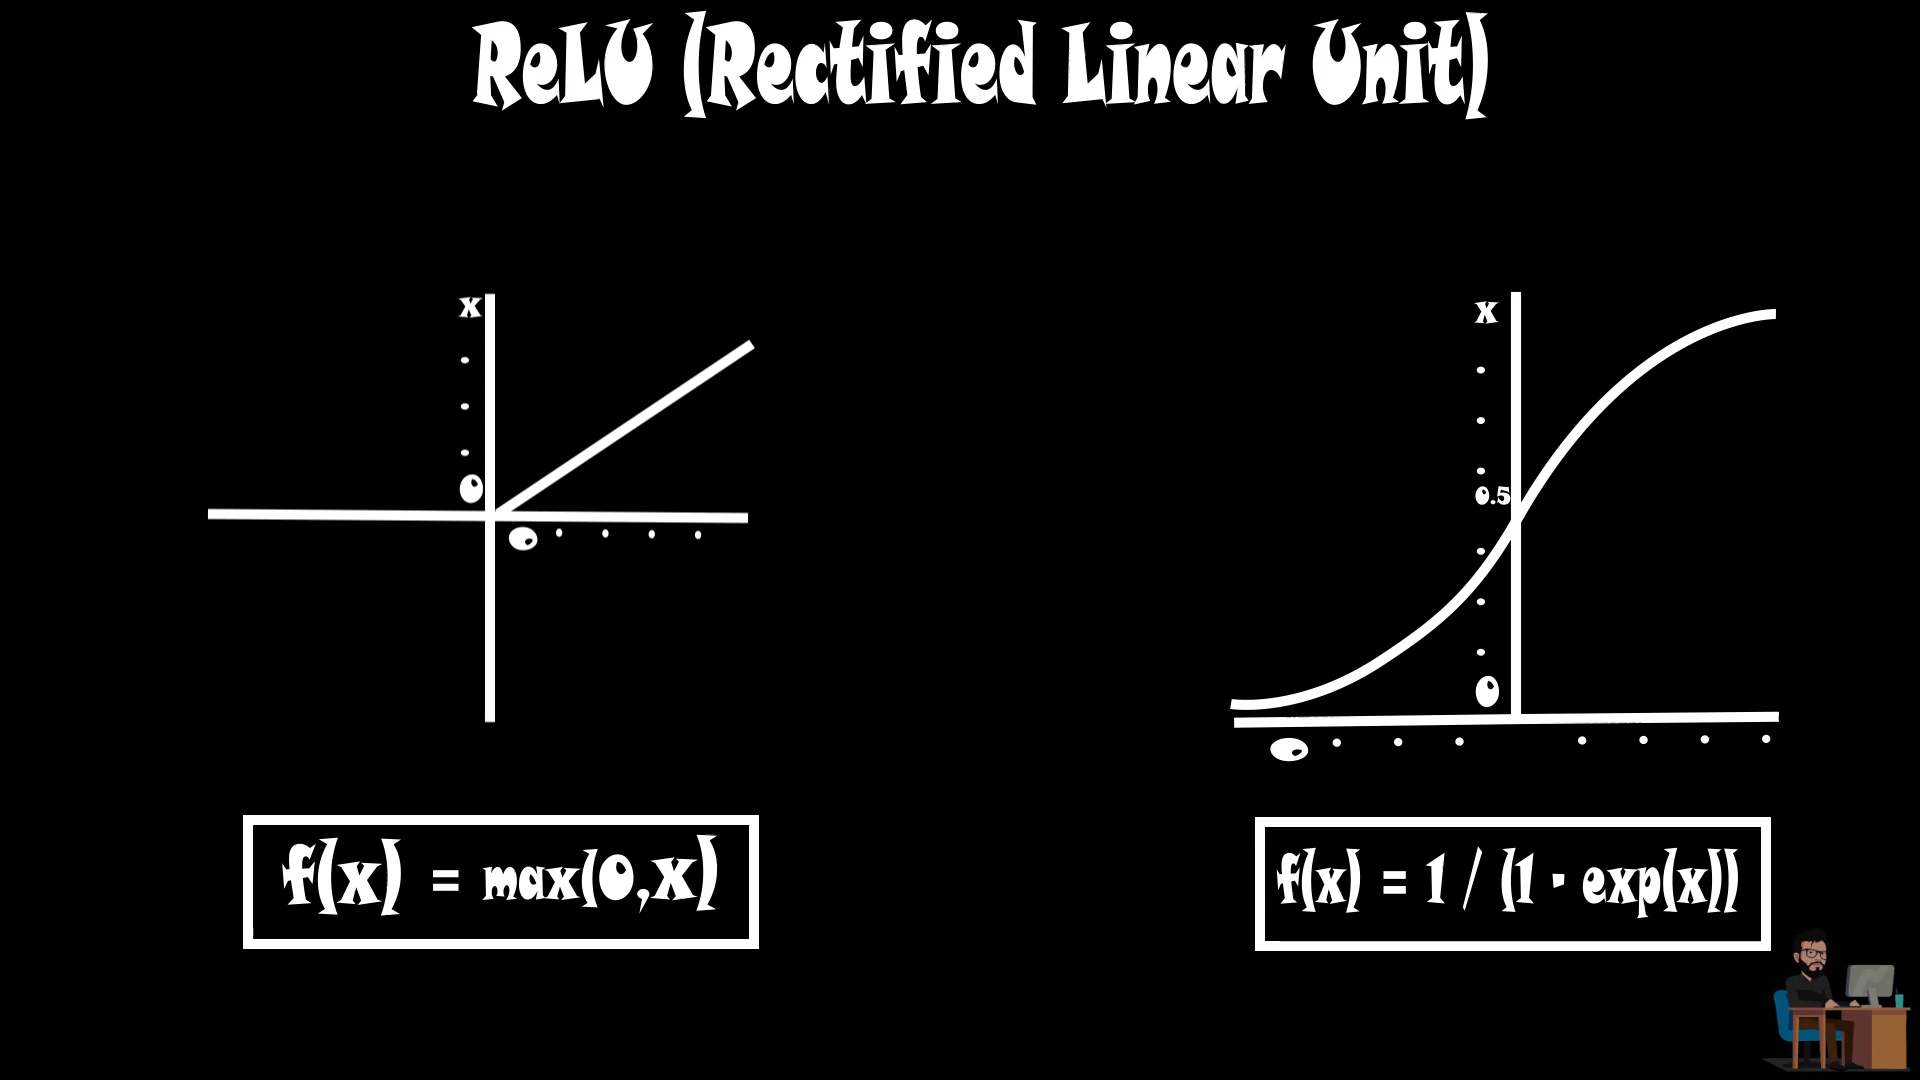 ReLU (Rectified Linear Unit)
x
0
0
f(x) = max(0,x)
x
0.5
0
0
f(x) = 1 / (1 - exp(x))